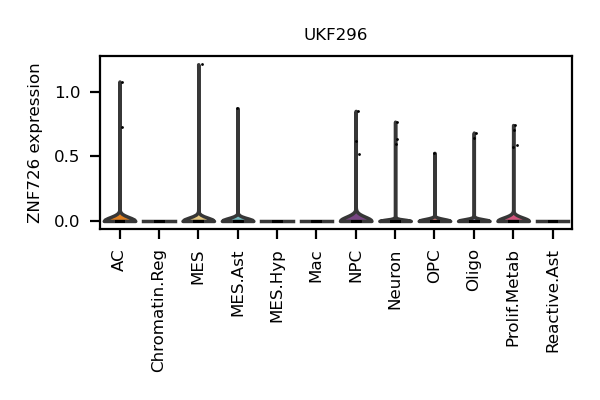 UKF296
ZNF726 expression
1.0
0.5
0.0
AC
Chromatin.Reg
MES
MES.Ast
MES.Hyp
Mac
NPC
Neuron
OPC
Oligo
Prolif.Metab
Reactive.Ast